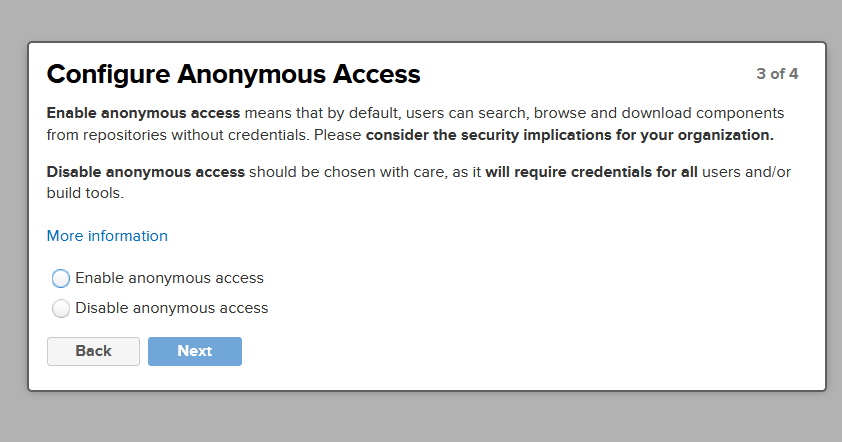 Configure Anonymous Access
3 of 4
Enable anonymous access means that by default, users can search, browse and download components
from repositories without credentials. Please consider the security implications for your organization.
Disable anonymous access should be chosen with care, as it will require credentials for all users and/or
build tools.
More information
Enable anonymous access
Disable anonymous access
Back
Next